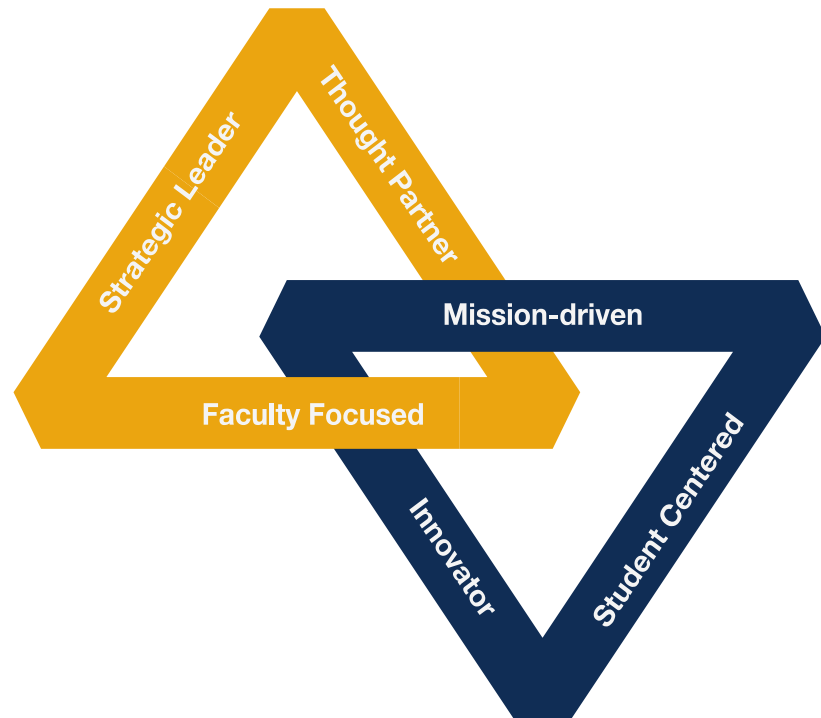 Strategic Leader
Thought Partner
Faculty Focused
Mission-driven
Innovator
Student Centered